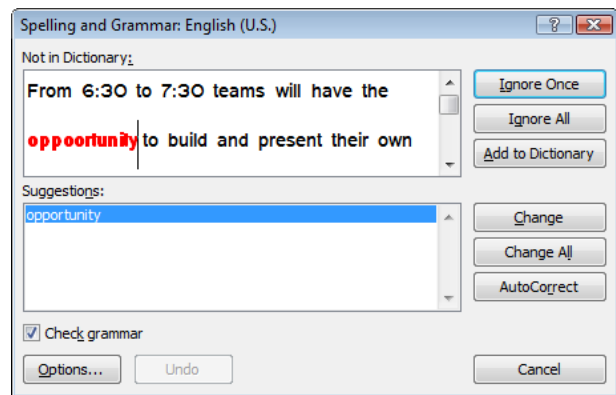 Spelling and Grammar: English (U.S.)
Not in Dictionary:
From 6:30 to 7:30 teams will have the
oppoortunity to build and present their own
Ignore Once
Ignore All
Add to Dictionary
Suggestions:
opportunity
Change
Change All
AutoCorrect
Check grammar
Options...
Undo
Cancel